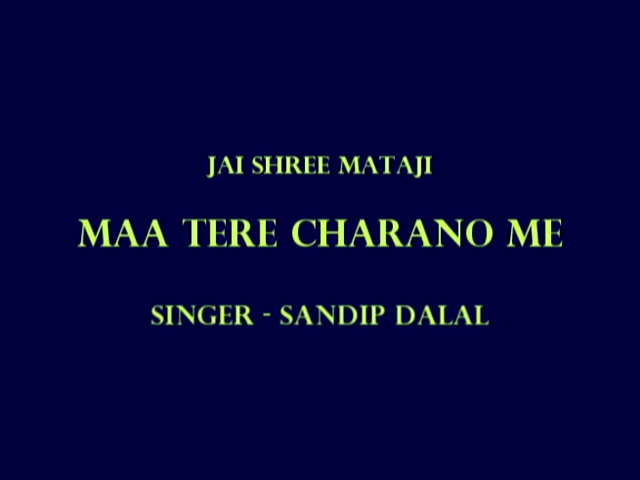 JAI SHREE MATAJI
MAA TERE CHARANO ME
SINGER - SANDIP DALAL